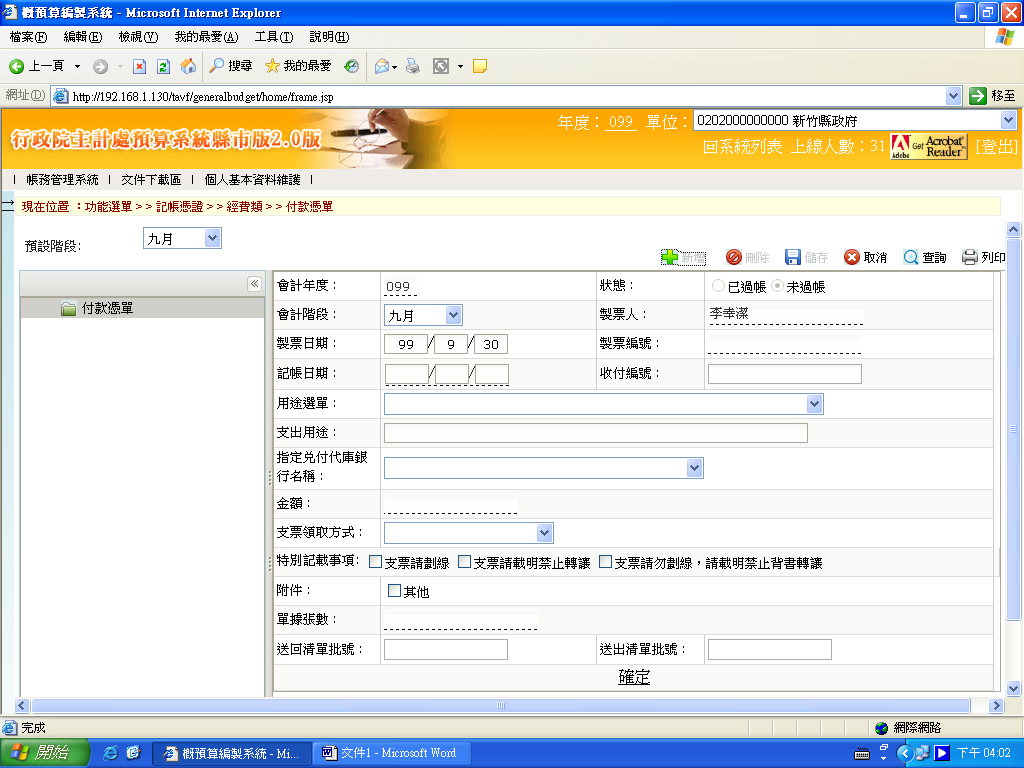 概預算編製系統 - Microsoft Internet Explorer
檔案(F) 編輯(E) 檢視(V) 我的最愛(A) 工具(T) 說明(H)
上一頁 搜尋 我的最愛
網址(D) http://192.168.1.130/tavf/generalbudget/home/frame.jsp 移至
年度：099 單位：0202000000000 新竹縣政府
行政院主計處預算系統縣市版2.0版
回系統列表 上線人數：31 Adobe Get Acrobat Reader [登出]
| 帳務管理系統 | 文件下載區 | 個人基本資料維護 |
現在位置：功能選單>>記帳憑證>>經費類>>付款憑單
預設階段: 九月
新增 刪除 儲存 取消 查詢 列印
付款憑單
會計年度： 099 狀態： 已過帳 未過帳
會計階段： 九月 製票人： 李幸潔
製票日期： 99 / 9 / 30 製票編號：
記帳日期： / / 收付編號：
用途選單：
支出用途：
指定兌付代庫銀
行名稱：
金額：
支票領取方式：
特別記載事項: 支票請劃線 支票請載明禁止轉讓 支票請勿劃線，請載明禁止背書轉讓
附件： 其他
單據張數：
送回清單批號： 送出清單批號：
確定
完成 網際網路
開始 概預算編製系統 - Mi... 文件1 - Microsoft Word 下午 04:02